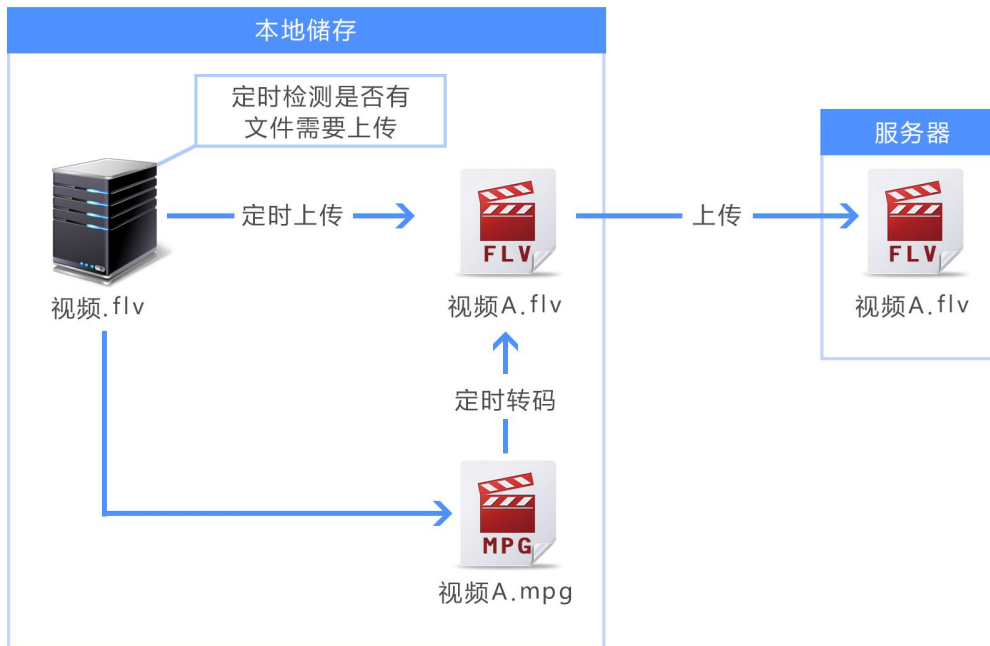 本地储存
定时检测是否有
文件需要上传
服务器
定时上传
FLV
上传
FLV
视频.flv
视频A.flv
视频A.flv
定时转码
MPG
视频A.mpg